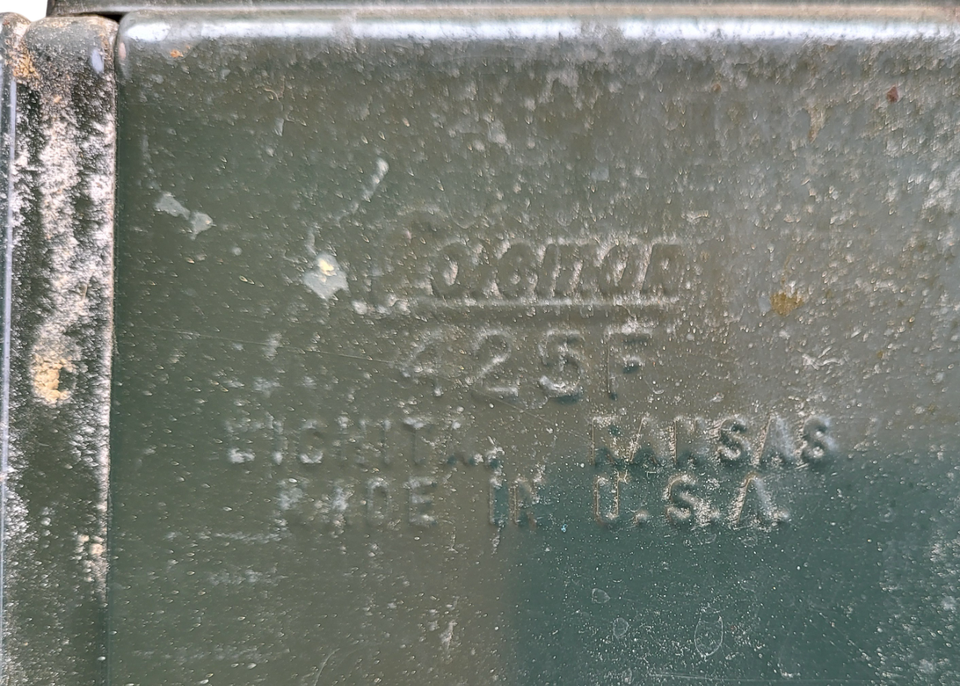 Coleman
425F
WICHITA, KANSAS
MADE IN U.S.A.